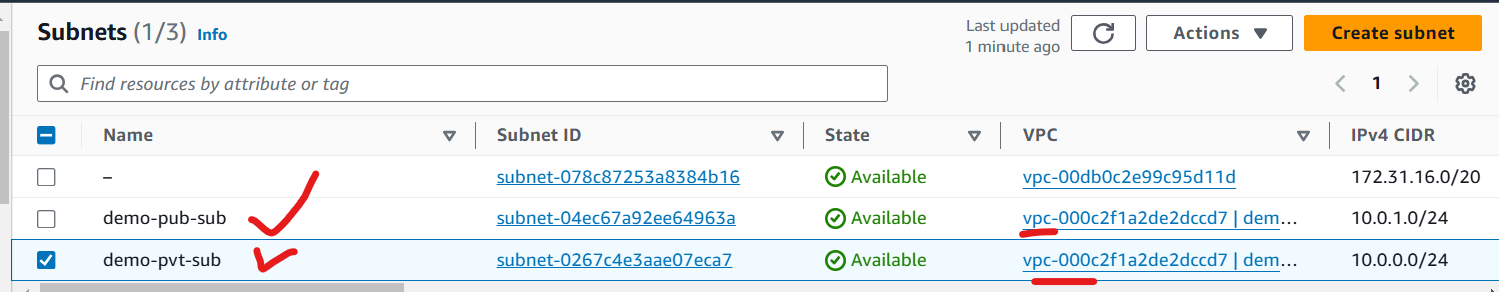 Subnets (1/3) Info
Last updated
1 minute ago
Actions
Create subnet
Find resources by attribute or tag
1
Name Subnet ID State VPC IPv4 CIDR
– subnet-078c87253a8384b16 Available vpc-00db0c2e99c95d11d 172.31.16.0/20
demo-pub-sub subnet-04ec67a92ee64963a Available vpc-000c2f1a2de2dccd7 | dem... 10.0.1.0/24
demo-pvt-sub subnet-0267c4e3aae07eca7 Available vpc-000c2f1a2de2dccd7 | dem... 10.0.0.0/24